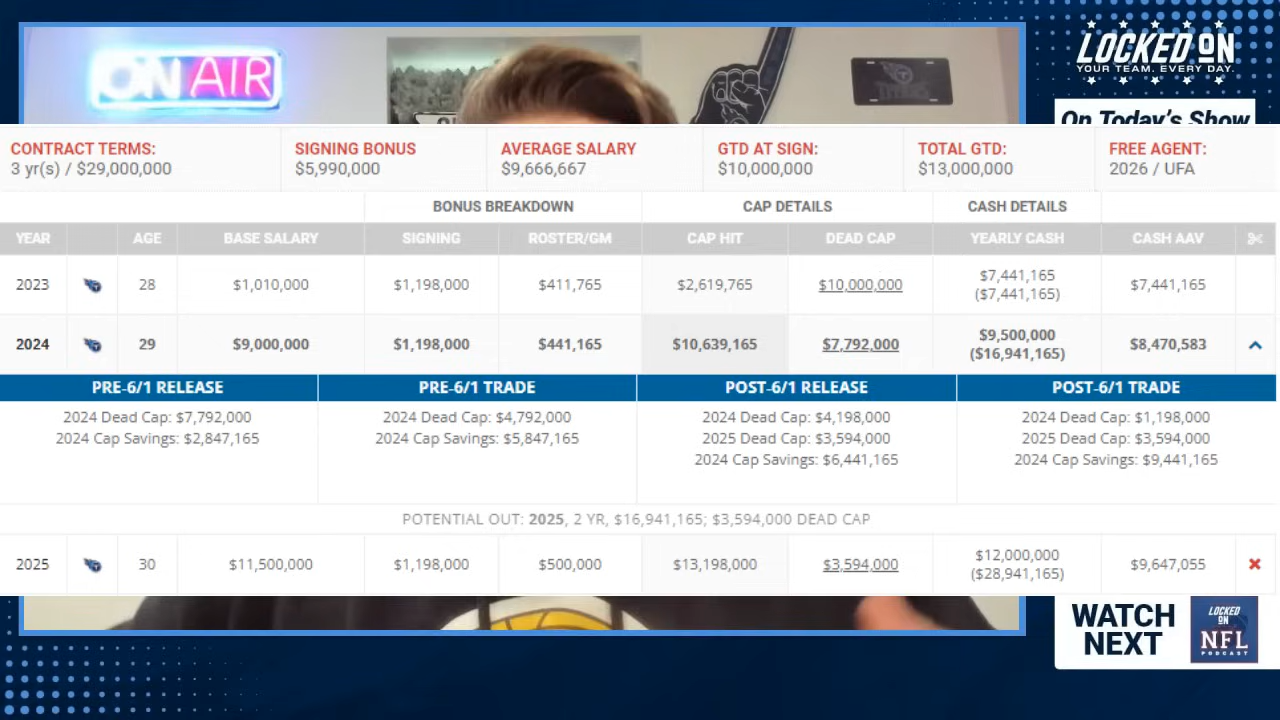 ON AIR
TITANS
LOCKED ON
YOUR TEAM. EVERY DAY.
On Today's Show
CONTRACT TERMS: SIGNING BONUS AVERAGE SALARY GTD AT SIGN: TOTAL GTD: FREE AGENT:
3 yr(s) / $29,000,000 $5,990,000 $9,666,667 $10,000,000 $13,000,000 2026 / UFA
BONUS BREAKDOWN CAP DETAILS CASH DETAILS
YEAR AGE BASE SALARY SIGNING ROSTER/GM CAP HIT DEAD CAP YEARLY CASH CASH AAV
2023 28 $1,010,000 $1,198,000 $411,765 $2,619,765 $10,000,000 $7,441,165 $7,441,165
($7,441,165)
2024 29 $9,000,000 $1,198,000 $441,165 $10,639,165 $7,792,000 $9,500,000 $8,470,583
($16,941,165)
PRE-6/1 RELEASE PRE-6/1 TRADE POST-6/1 RELEASE POST-6/1 TRADE
2024 Dead Cap: $7,792,000 2024 Dead Cap: $4,792,000 2024 Dead Cap: $4,198,000 2024 Dead Cap: $1,198,000
2024 Cap Savings: $2,847,165 2024 Cap Savings: $5,847,165 2025 Dead Cap: $3,594,000 2025 Dead Cap: $3,594,000
2024 Cap Savings: $6,441,165 2024 Cap Savings: $9,441,165
POTENTIAL OUT: 2025, 2 YR, $16,941,165; $3,594,000 DEAD CAP
2025 30 $11,500,000 $1,198,000 $500,000 $13,198,000 $3,594,000 $12,000,000 $9,647,055
($28,941,165)
WATCH
NEXT
LOCKED
ON
NFL
PODCAST